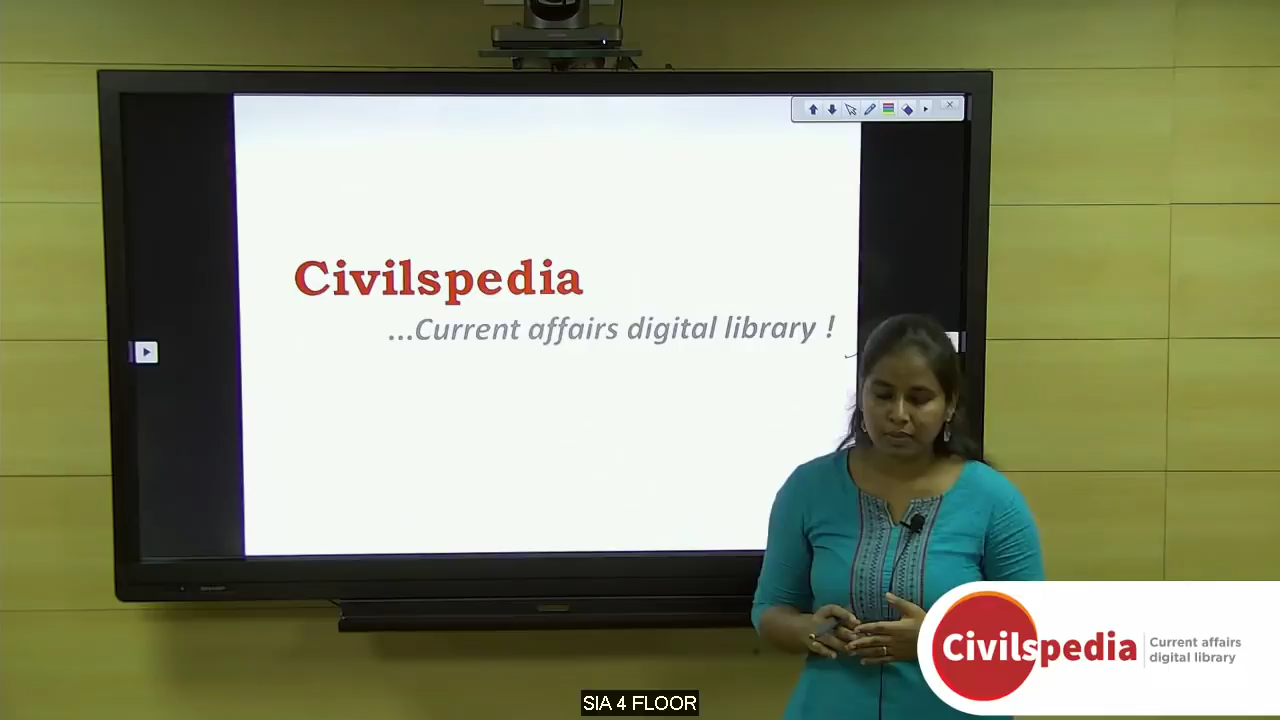 Civilspedia
...Current affairs digital library !
Civilspedia
Current affairs
digital library
SIA 4 FLOOR